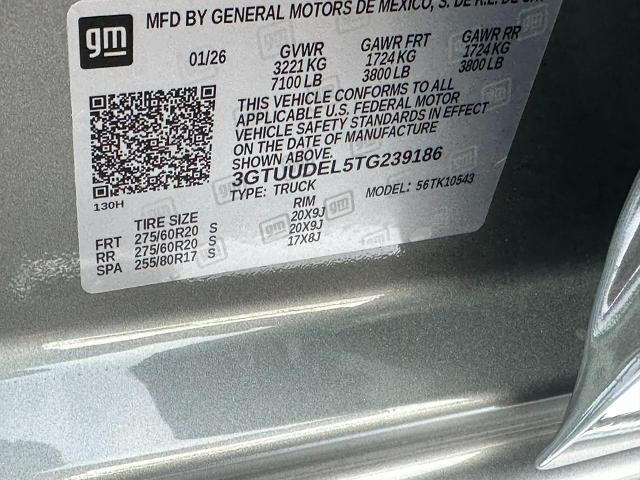 gm
MFD BY GENERAL MOTORS DE MEXICO, S. DE R.L. DE
01/26 GVWR GAWR FRT GAWR RR
3221 KG 1724 KG 1724 KG
7100 LB 3800 LB 3800 LB
THIS VEHICLE CONFORMS TO ALL
APPLICABLE U.S. FEDERAL MOTOR
VEHICLE SAFETY STANDARDS IN EFFECT
ON THE DATE OF MANUFACTURE
SHOWN ABOVE.
3GTUUDEL5TG239186
TYPE: TRUCK MODEL: 56TK10543
130H
TIRE SIZE RIM
FRT 275/60R20 S 20X9J
RR 275/60R20 S 20X9J
SPA 255/80R17 S 17X8J